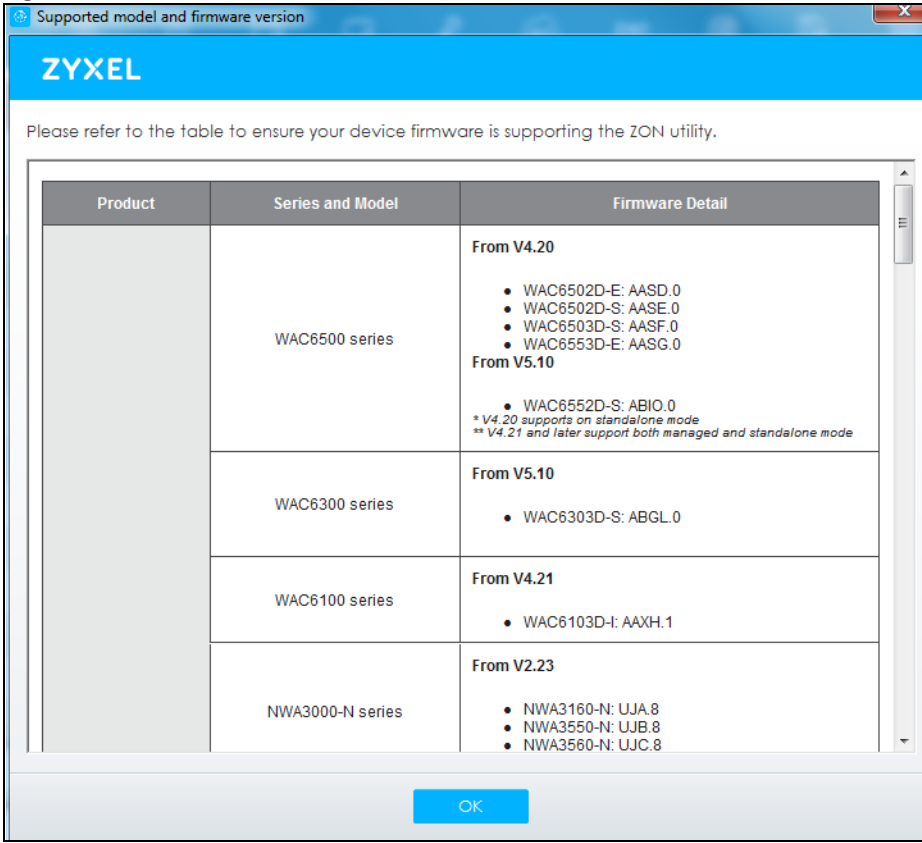 Supported model and firmware version
ZYXEL
Please refer to the table to ensure your device firmware is supporting the ZON utility.
Product Series and Model Firmware Detail
WAC6500 series
From V4.20
● WAC6502D-E: AASD.0
● WAC6502D-S: AASE.0
● WAC6503D-S: AASF.0
● WAC6553D-E: AASG.0
From V5.10
● WAC6552D-S: ABIO.0
* V4.20 supports on standalone mode
** V4.21 and later support both managed and standalone mode
WAC6300 series
From V5.10
● WAC6303D-S: ABGL.0
WAC6100 series
From V4.21
● WAC6103D-I: AAXH.1
NWA3000-N series
From V2.23
● NWA3160-N: UJA.8
● NWA3550-N: UJB.8
● NWA3560-N: UJC.8
OK